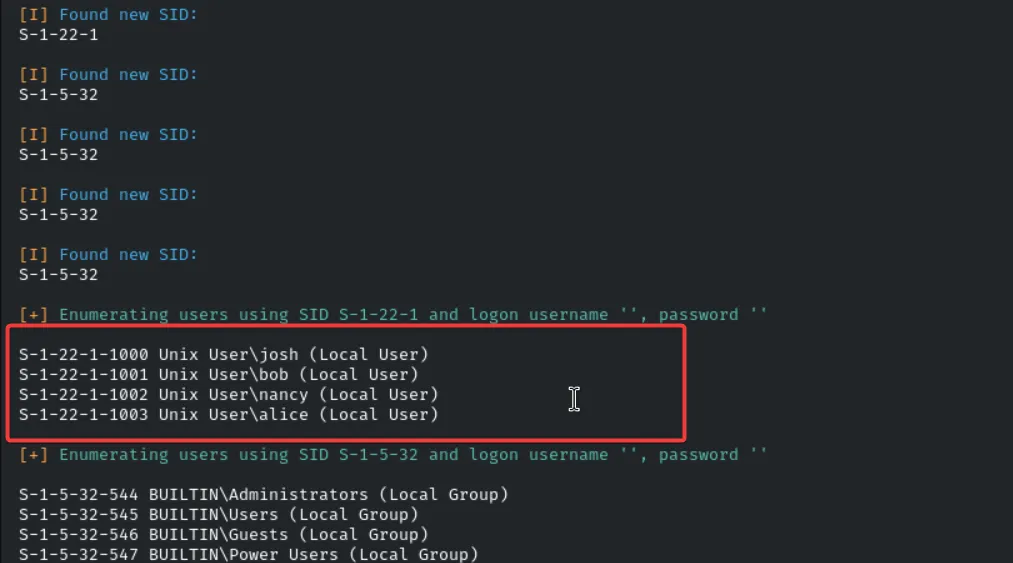 [I] Found new SID:
S-1-22-1
[I] Found new SID:
S-1-5-32
[I] Found new SID:
S-1-5-32
[I] Found new SID:
S-1-5-32
[I] Found new SID:
S-1-5-32
[+] Enumerating users using SID S-1-22-1 and logon username '', password ''
S-1-22-1-1000 Unix User\josh (Local User)
S-1-22-1-1001 Unix User\bob (Local User)
S-1-22-1-1002 Unix User\nancy (Local User)
S-1-22-1-1003 Unix User\alice (Local User)
[+] Enumerating users using SID S-1-5-32 and logon username '', password ''
S-1-5-32-544 BUILTIN\Administrators (Local Group)
S-1-5-32-545 BUILTIN\Users (Local Group)
S-1-5-32-546 BUILTIN\Guests (Local Group)
S-1-5-32-547 BUILTIN\Power Users (Local Group)